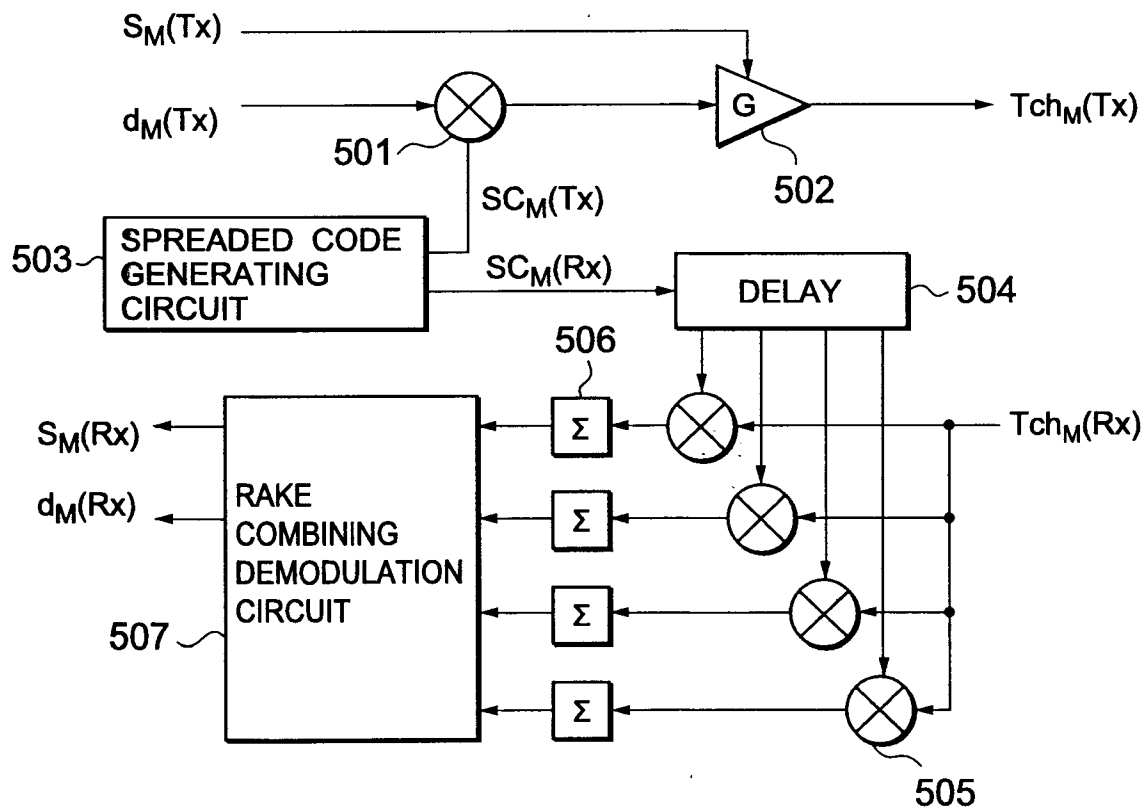 S_M(Tx)
d_M(Tx)
501
G
502
Tch_M(Tx)
SC_M(Tx)
503
SPREADED CODE
GENERATING
CIRCUIT
SC_M(Rx)
DELAY
504
506
S_M(Rx)
d_M(Rx)
RAKE
COMBINING
DEMODULATION
CIRCUIT
507
Σ
Σ
Σ
Σ
Tch_M(Rx)
505